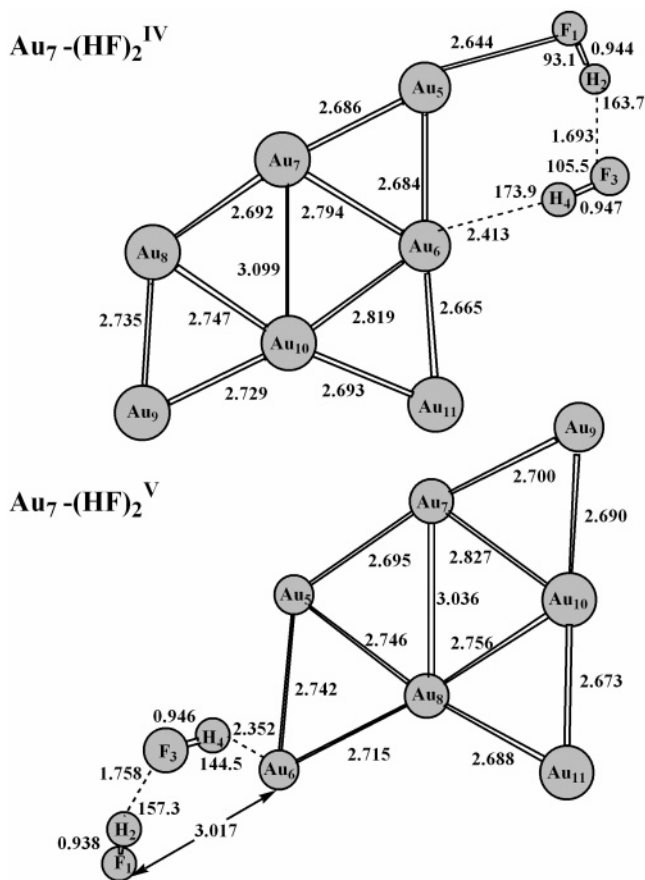 Au7 -(HF)2 IV
F1
2.644
0.944
93.1
H2
Au5
163.7
2.686
1.693
Au7
105.5
F3
2.684
173.9
H4
0.947
2.692
2.794
Au6
2.413
Au8
3.099
2.665
2.735
2.747
2.819
Au10
2.729
2.693
Au11
Au9
Au9
Au7 -(HF)2 V
2.700
Au7
2.690
2.695
2.827
Au5
3.036
Au10
2.746
2.756
2.742
Au8
2.673
0.946
H4
2.352
F3
144.5
Au6
2.715
2.688
1.758
Au11
157.3
H2
3.017
0.938
F1